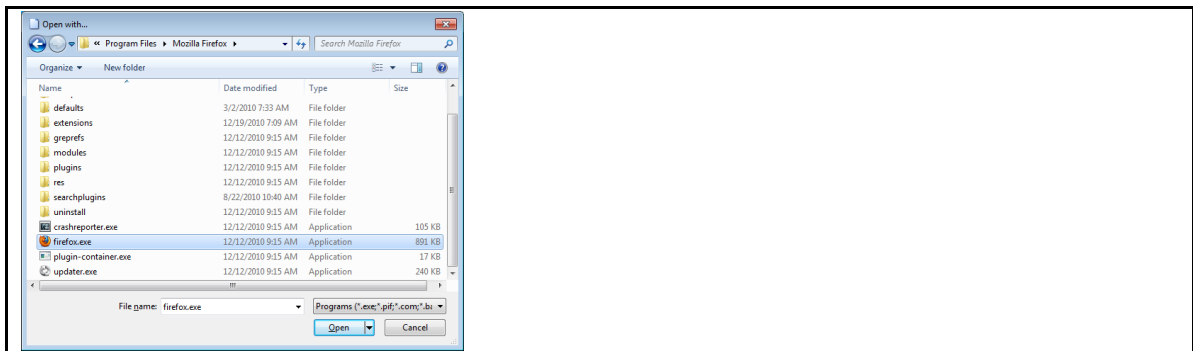 Open with...
« Program Files ▸ Mozilla Firefox ▸ Search Mozilla Firefox
Organize New folder
Name Date modified Type Size
defaults 3/2/2010 7:33 AM File folder
extensions 12/19/2010 7:09 AM File folder
greprefs 12/12/2010 9:15 AM File folder
modules 12/12/2010 9:15 AM File folder
plugins 12/12/2010 9:15 AM File folder
res 12/12/2010 9:15 AM File folder
searchplugins 8/22/2010 10:40 AM File folder
uninstall 12/12/2010 9:15 AM File folder
crashreporter.exe 12/12/2010 9:15 AM Application 105 KB
firefox.exe 12/12/2010 9:15 AM Application 891 KB
plugin-container.exe 12/12/2010 9:15 AM Application 17 KB
updater.exe 12/12/2010 9:15 AM Application 240 KB
File name: firefox.exe Programs (*.exe;*.pif;*.com;*.ba
Open Cancel